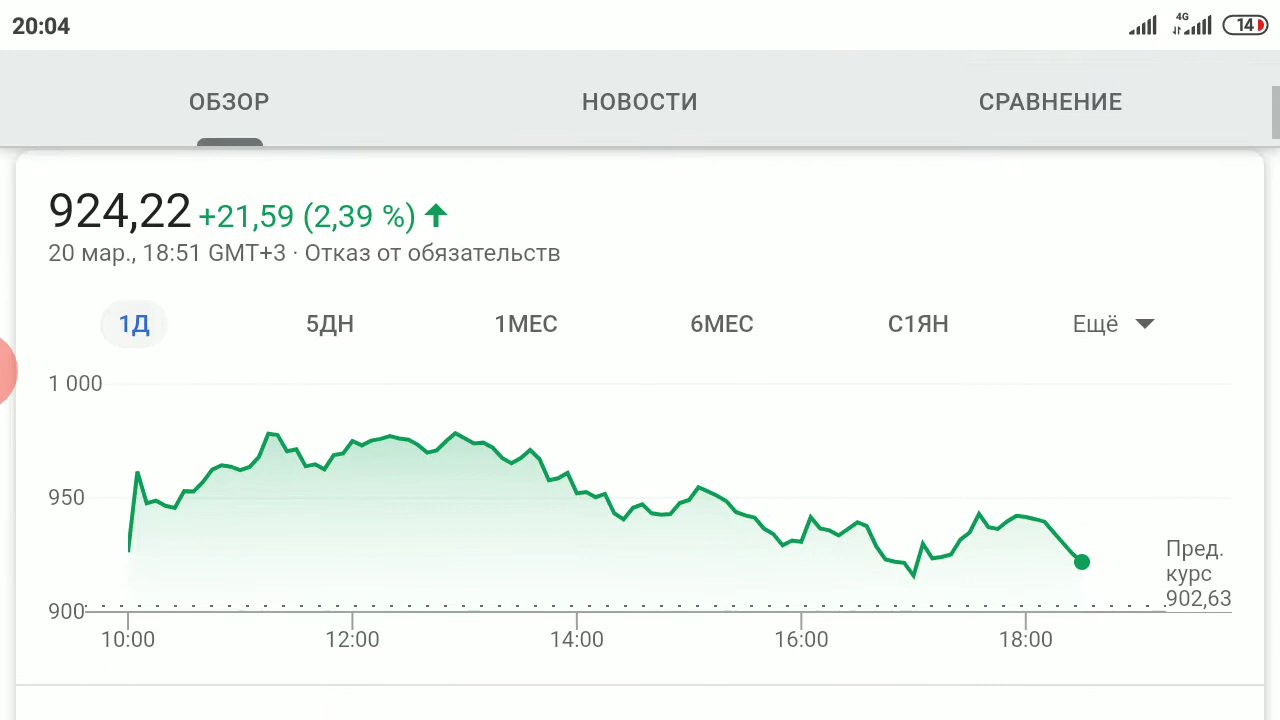 20:04
4G
14
ОБЗОР
НОВОСТИ
СРАВНЕНИЕ
924,22 +21,59 (2,39 %)
20 мар., 18:51 GMT+3 · Отказ от обязательств
1Д
5ДН
1МЕС
6МЕС
С1ЯН
Ещё
1 000
950
900
Пред.
курс
902,63
10:00
12:00
14:00
16:00
18:00